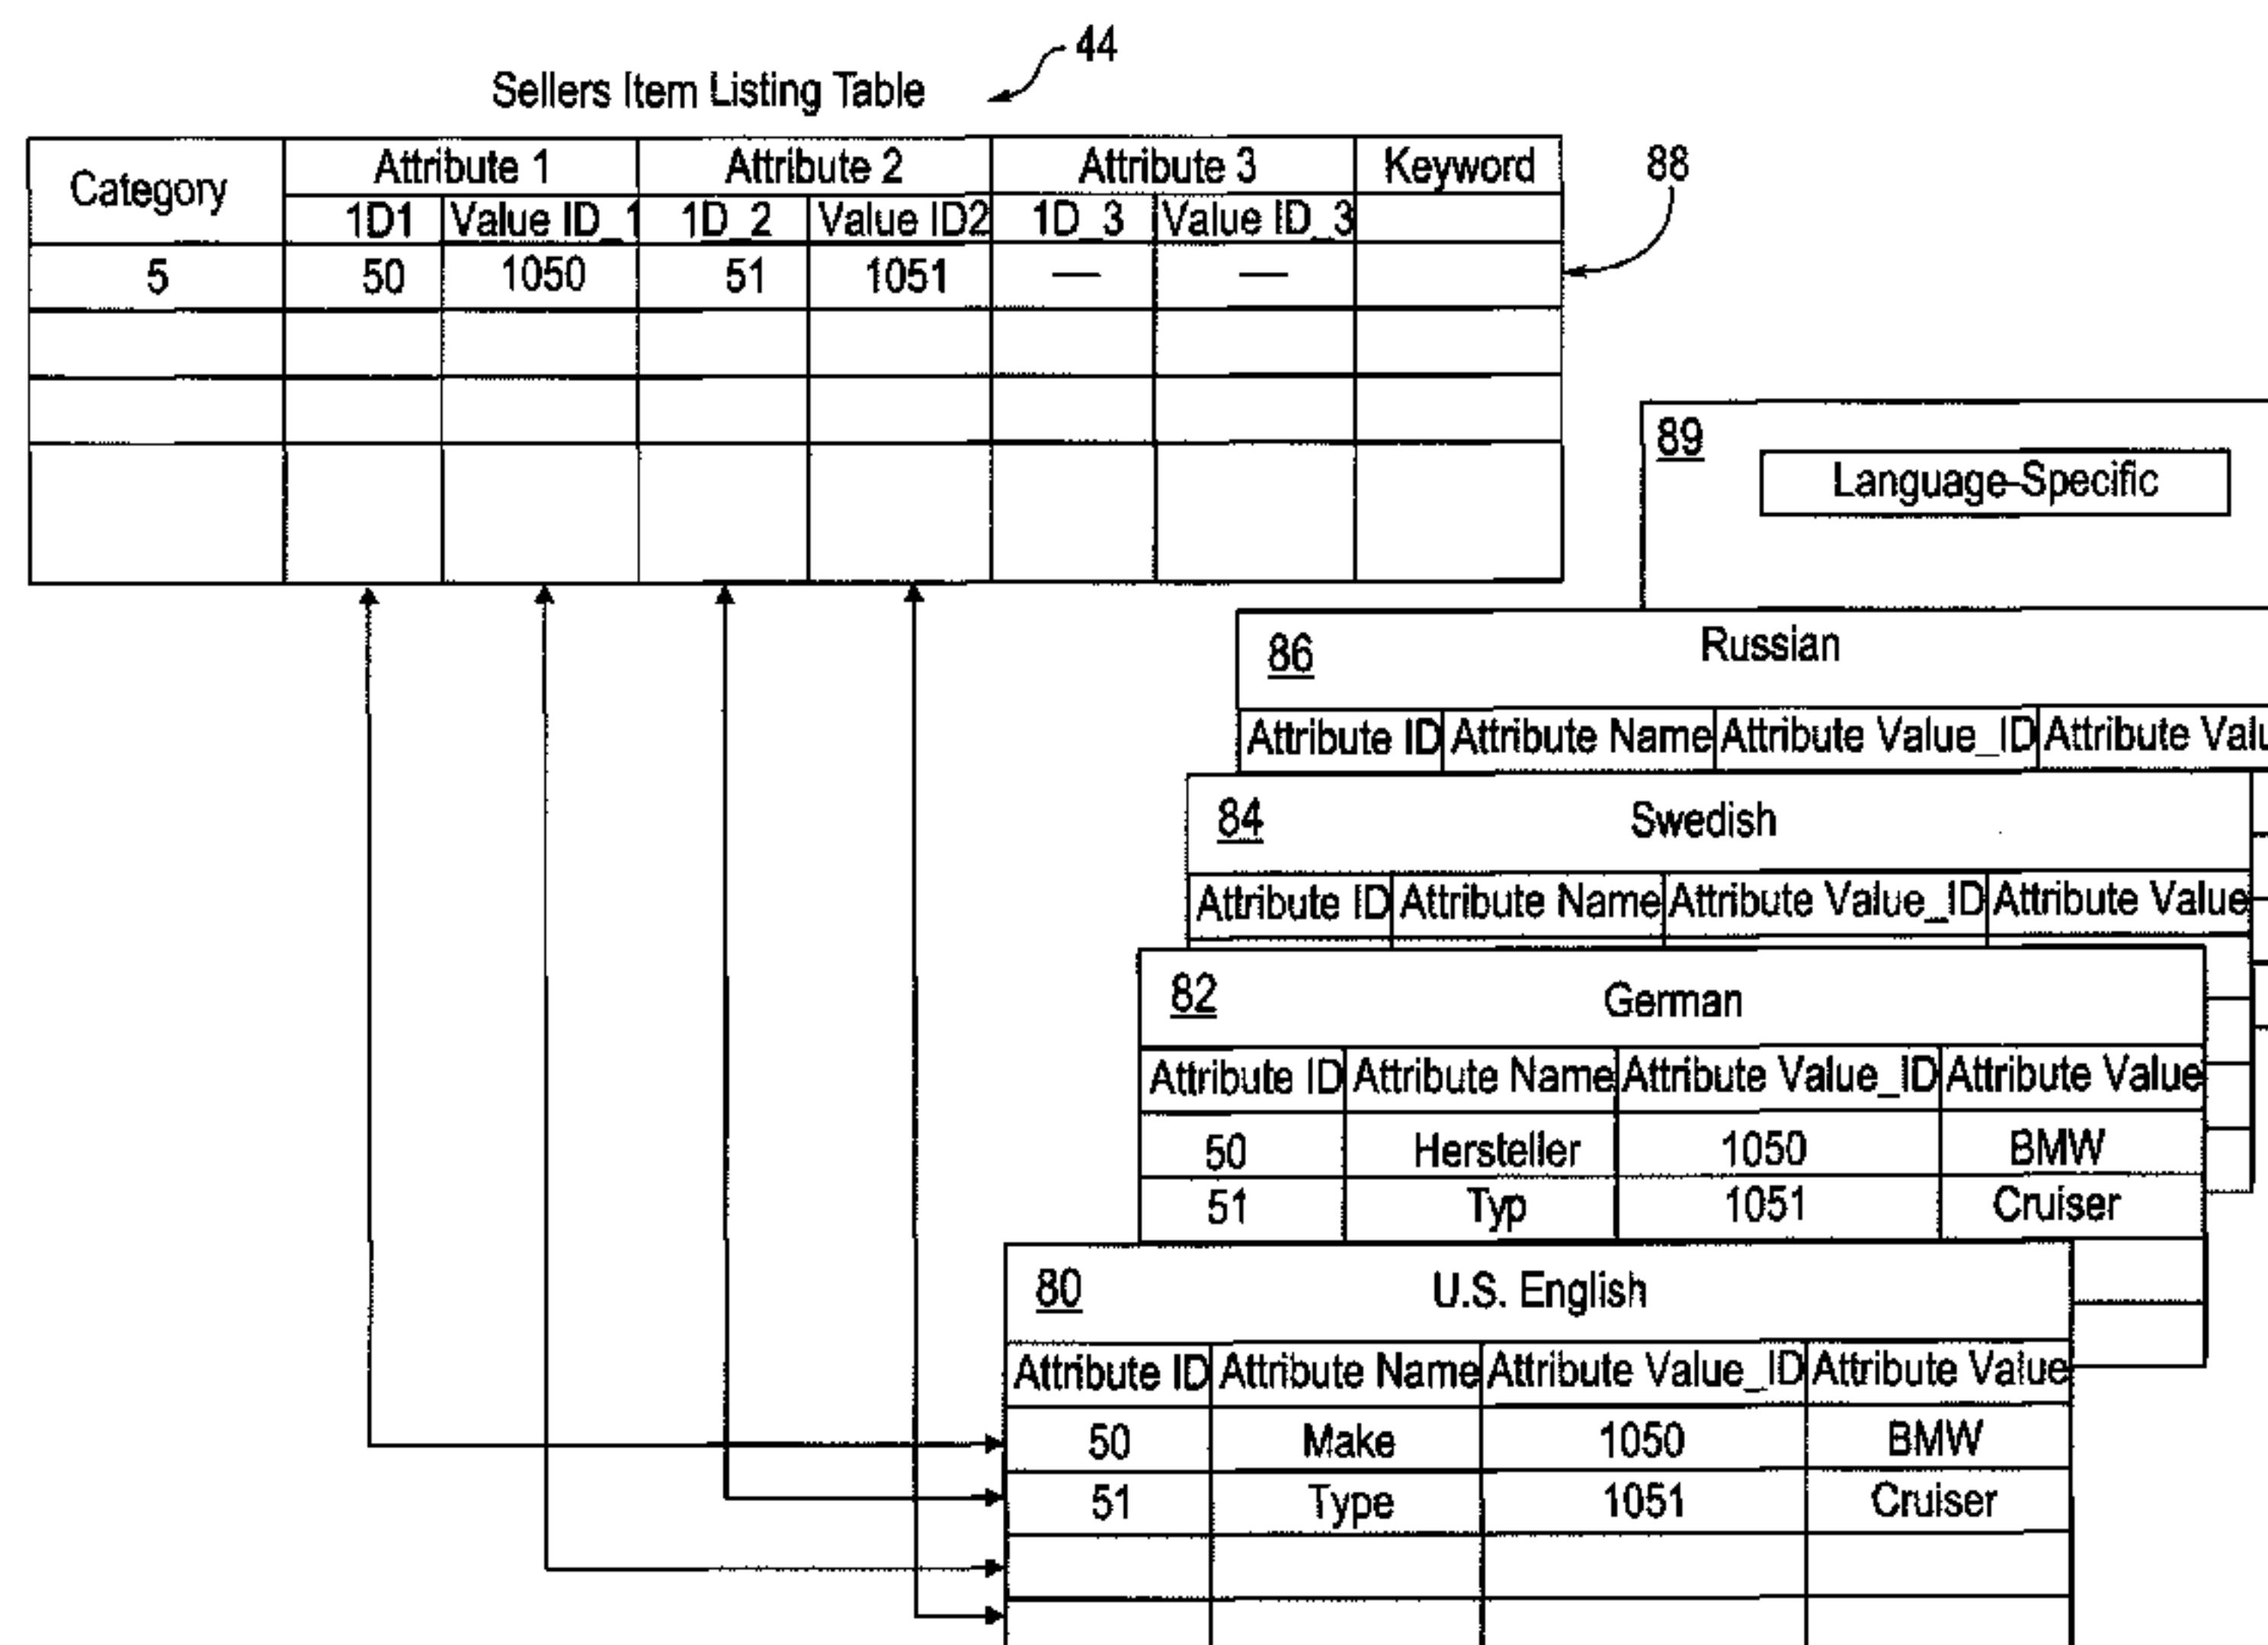 44
Sellers Item Listing Table
Category Attribute 1 Attribute 2 Attribute 3 Keyword
1D1 Value ID_1 1D_2 Value ID2 1D_3 Value ID_3
88
5 50 1050 51 1051 — —
89
Language-Specific
86 Russian
Attribute ID Attribute Name Attribute Value_ID Attribute Valu
84 Swedish
Attribute ID Attribute Name Attribute Value_ID Attribute Value
82 German
Attribute ID Attribute Name Attribute Value_ID Attribute Value
50 Hersteller 1050 BMW
51 Typ 1051 Cruiser
80 U.S. English
Attribute ID Attribute Name Attribute Value_ID Attribute Value
50 Make 1050 BMW
51 Type 1051 Cruiser